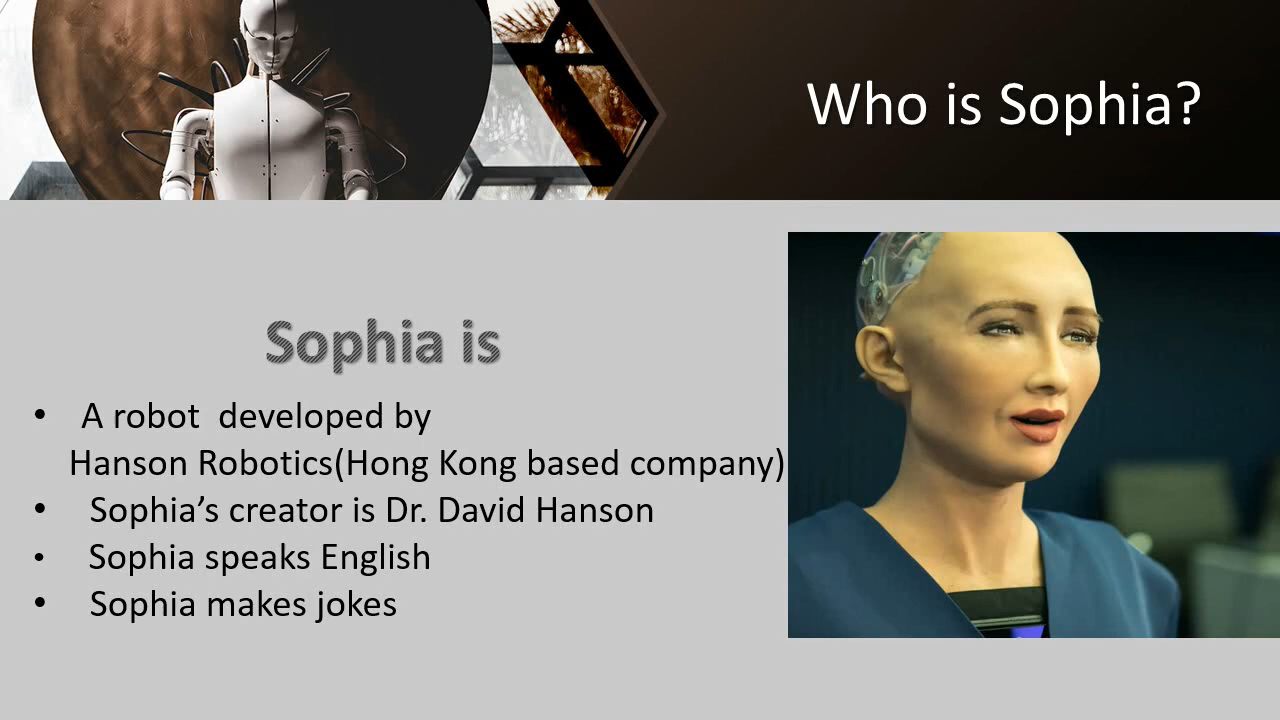 Who is Sophia?
Sophia is
• A robot developed by
Hanson Robotics(Hong Kong based company)
• Sophia’s creator is Dr. David Hanson
• Sophia speaks English
• Sophia makes jokes